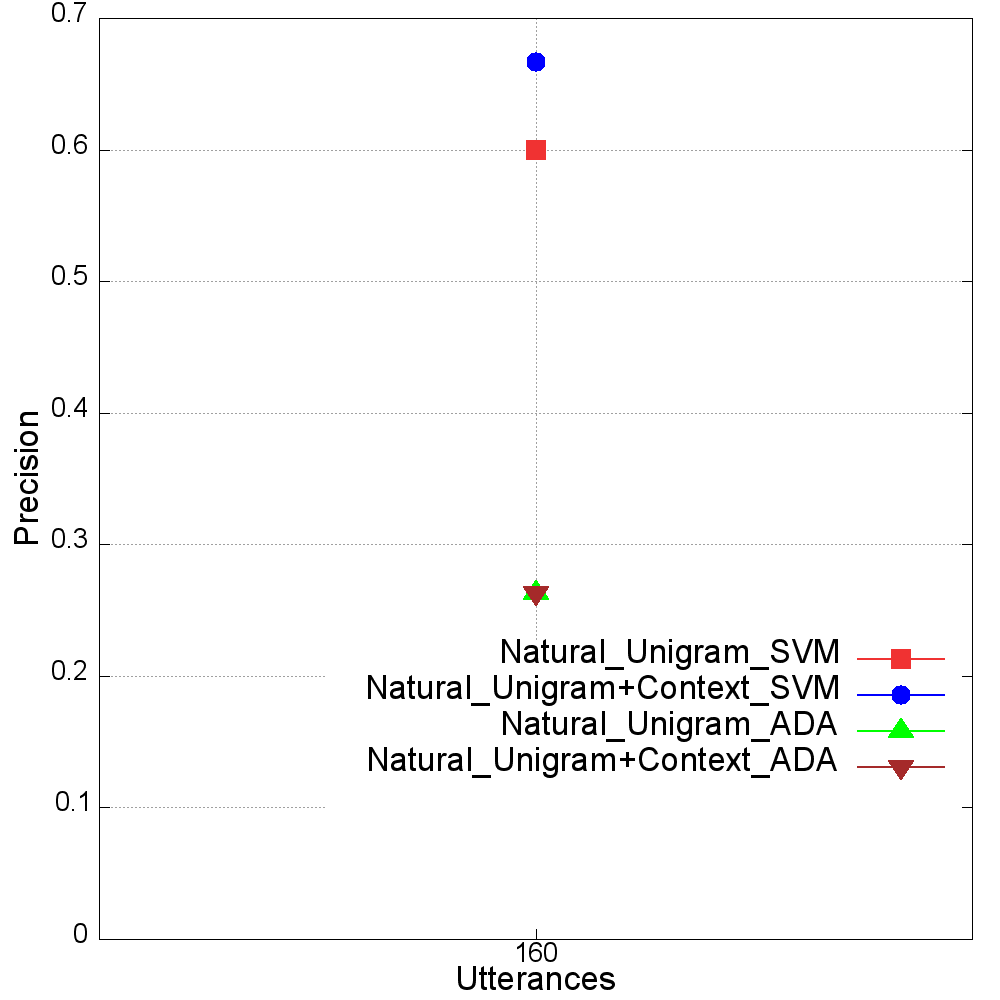 0.7
0.6
0.5
0.4
0.3
0.2
0.1
0
Precision
Natural_Unigram_SVM
Natural_Unigram+Context_SVM
Natural_Unigram_ADA
Natural_Unigram+Context_ADA
160
Utterances